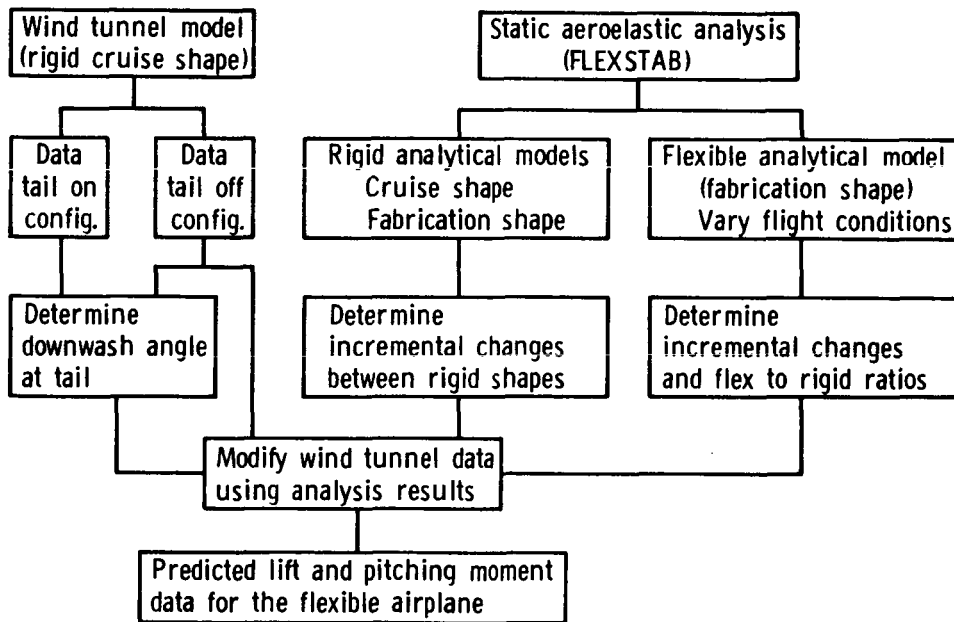 Wind tunnel model
(rigid cruise shape)
Static aeroelastic analysis
(FLEXSTAB)
Data
tail on
config.
Data
tail off
config.
Rigid analytical models
Cruise shape
Fabrication shape
Flexible analytical model
(fabrication shape)
Vary flight conditions
Determine
downwash angle
at tail
Determine
incremental changes
between rigid shapes
Determine
incremental changes
and flex to rigid ratios
Modify wind tunnel data
using analysis results
Predicted lift and pitching moment
data for the flexible airplane